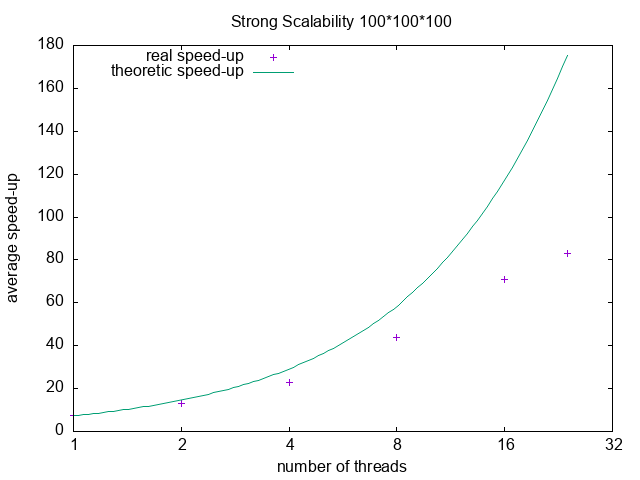 Strong Scalability 100*100*100
real speed-up
theoretic speed-up
180
160
140
120
100
80
60
40
20
0
average speed-up
1 2 4 8 16 32
number of threads